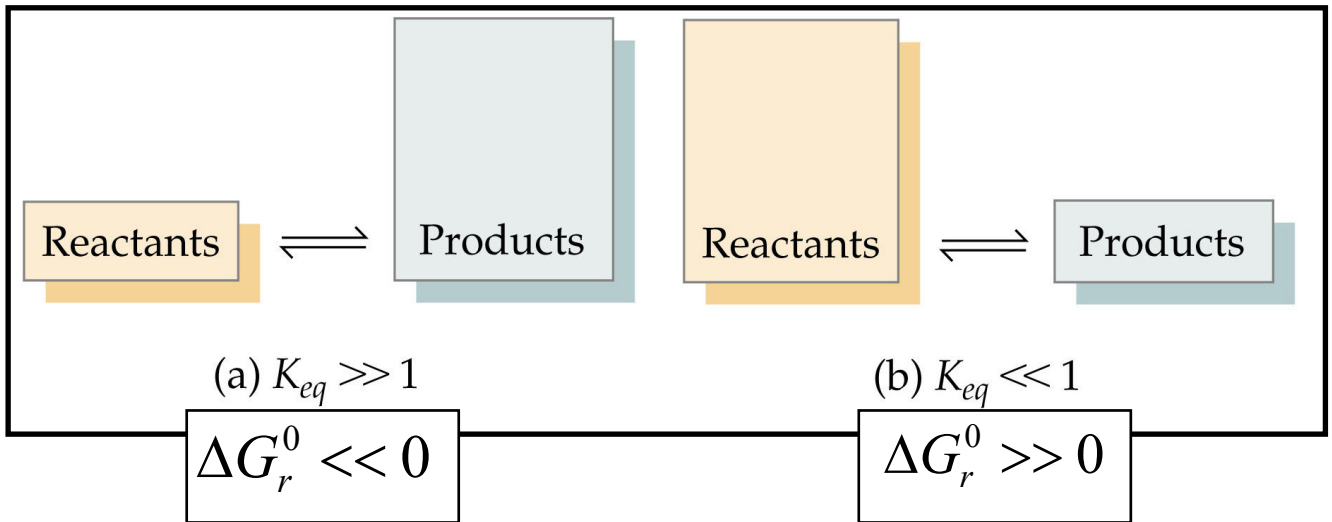 Reactants ⇌ Products
(a) K_eq >> 1
ΔG_r^0 << 0
Reactants ⇌ Products
(b) K_eq << 1
ΔG_r^0 >> 0